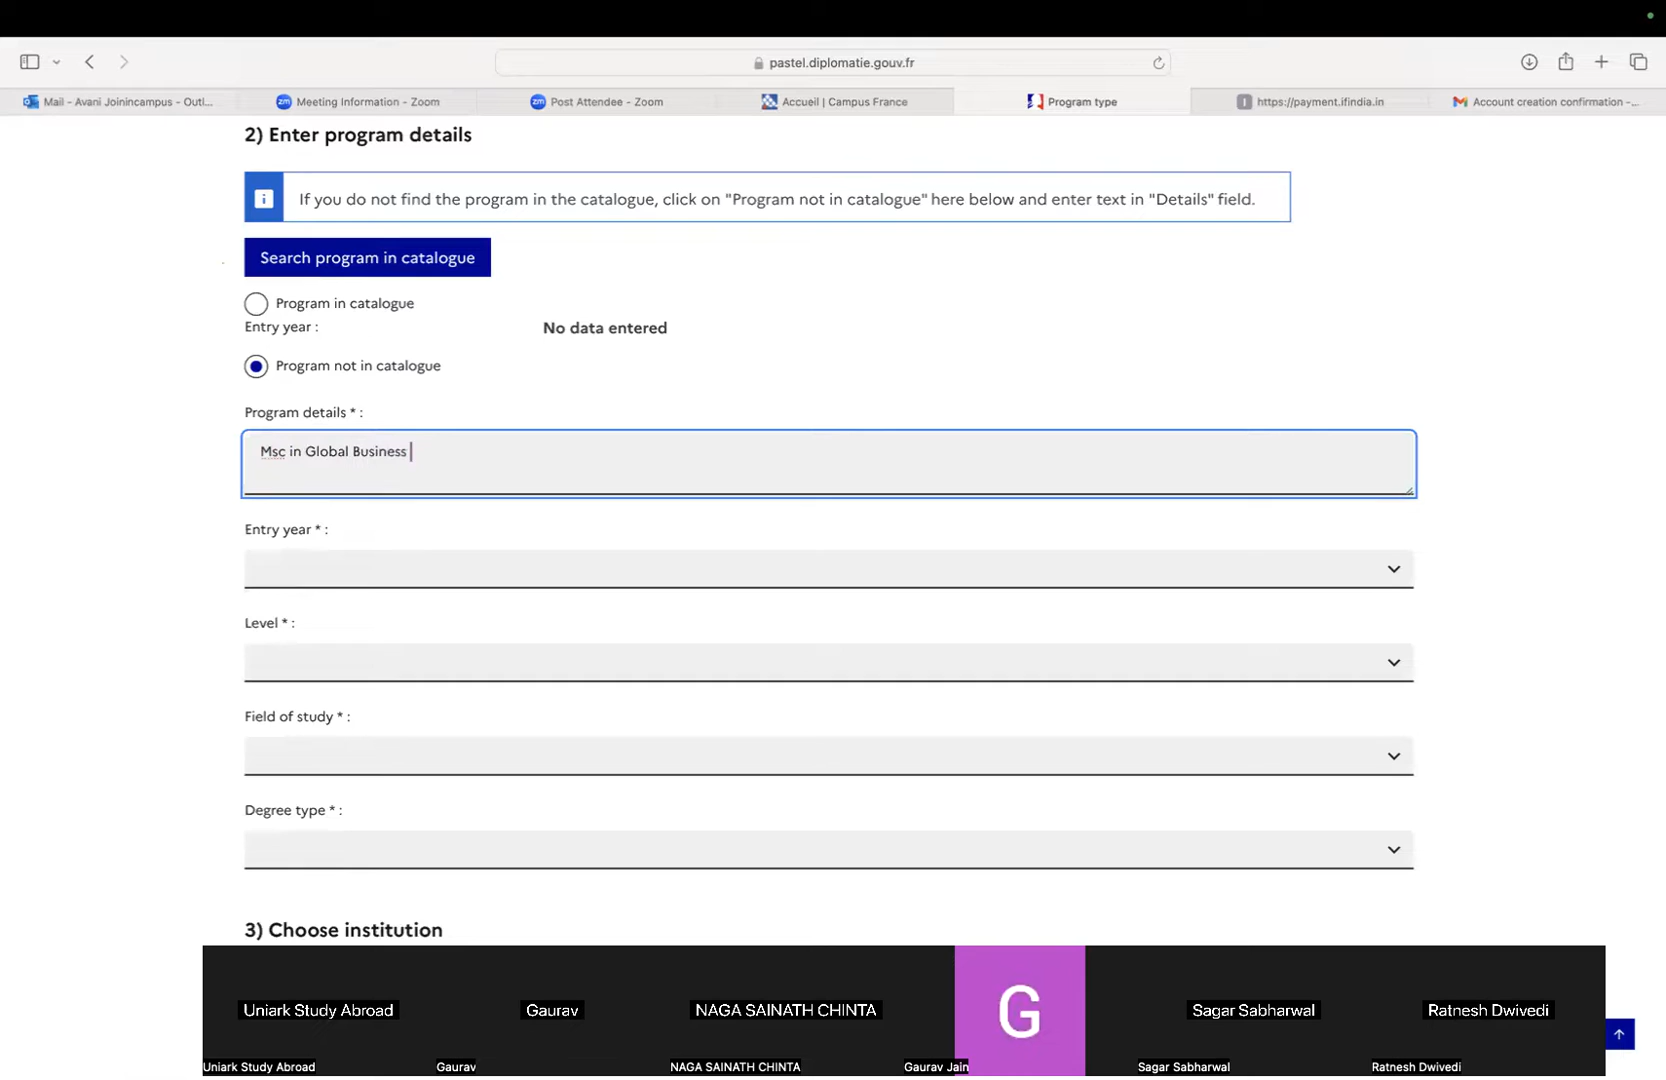 pastel.diplomatie.gouv.fr
Mail - Avani Joinincampus - Outl...
zm Meeting Information - Zoom
zm Post Attendee - Zoom
Accueil | Campus France
Program type
I https://payment.ifindia.in
Account creation confirmation -...
2) Enter program details
i If you do not find the program in the catalogue, click on "Program not in catalogue" here below and enter text in "Details" field.
Search program in catalogue
Program in catalogue
Entry year : No data entered
Program not in catalogue
Program details * :
Msc in Global Business
Entry year * :
Level * :
Field of study * :
Degree type * :
3) Choose institution
Uniark Study Abroad
Gaurav
NAGA SAINATH CHINTA
G
Sagar Sabharwal
Ratnesh Dwivedi
Uniark Study Abroad
Gaurav
NAGA SAINATH CHINTA
Gaurav Jain
Sagar Sabharwal
Ratnesh Dwivedi